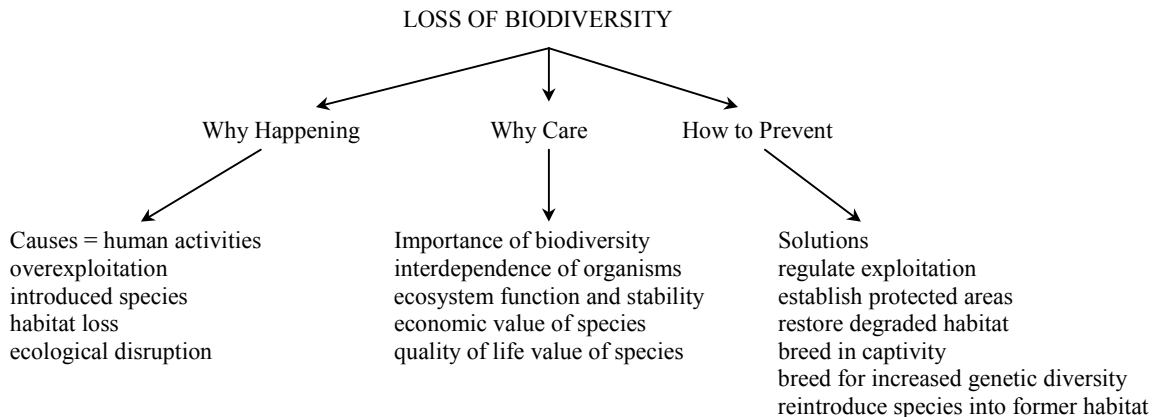 LOSS OF BIODIVERSITY
Why Happening
Why Care
How to Prevent
Causes = human activities
overexploitation
introduced species
habitat loss
ecological disruption
Importance of biodiversity
interdependence of organisms
ecosystem function and stability
economic value of species
quality of life value of species
Solutions
regulate exploitation
establish protected areas
restore degraded habitat
breed in captivity
breed for increased genetic diversity
reintroduce species into former habitat